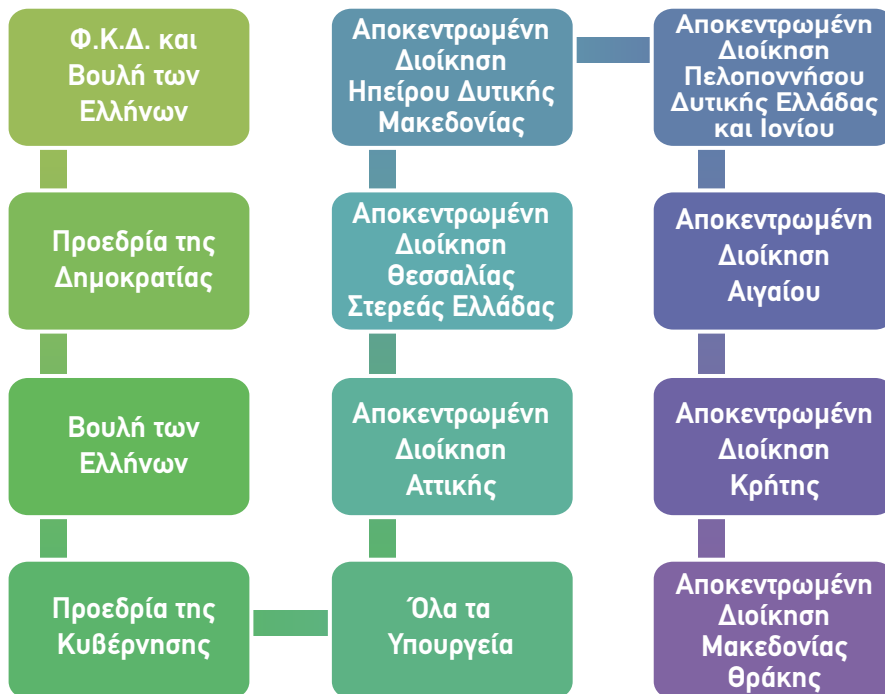 Φ.Κ.Δ. και
Βουλή των
Ελλήνων
Προεδρία της
Δημοκρατίας
Βουλή των
Ελλήνων
Προεδρία της
Κυβέρνησης
Όλα τα
Υπουργεία
Αποκεντρωμένη
Διοίκηση
Αττικής
Αποκεντρωμένη
Διοίκηση
Θεσσαλίας
Στερεάς Ελλάδας
Αποκεντρωμένη
Διοίκηση
Ηπείρου Δυτικής
Μακεδονίας
Αποκεντρωμένη
Διοίκηση
Πελοποννήσου
Δυτικής Ελλάδας
και Ιονίου
Αποκεντρωμένη
Διοίκηση
Αιγαίου
Αποκεντρωμένη
Διοίκηση
Κρήτης
Αποκεντρωμένη
Διοίκηση
Μακεδονίας
Θράκης